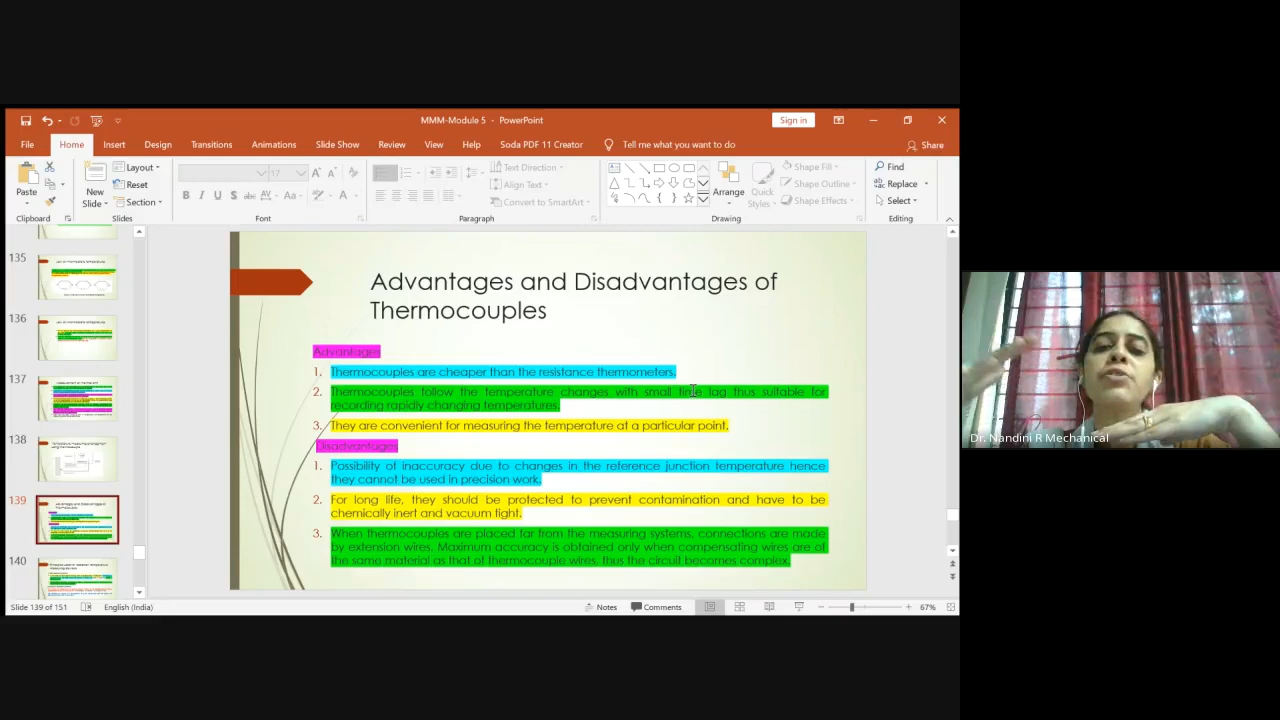 MMM-Module 5 - PowerPoint
Sign in
File Home Insert Design Transitions Animations Slide Show Review View Help Soda PDF 11 Creator Tell me what you want to do Share
Paste
New Slide
Layout
Reset
Section
17
Text Direction
Align Text
Convert to SmartArt
Arrange
Quick Styles
Shape Fill
Shape Outline
Shape Effects
Find
Replace
Select
Clipboard Slides Font Paragraph Drawing Editing
135
136
137
138
139
140
Advantages and Disadvantages of
Thermocouples
Advantages
1. Thermocouples are cheaper than the resistance thermometers.
2. Thermocouples follow the temperature changes with small time lag thus suitable for
recording rapidly changing temperatures.
3. They are convenient for measuring the temperature at a particular point.
Disadvantages
1. Possibility of inaccuracy due to changes in the reference junction temperature hence
they cannot be used in precision work.
2. For long life, they should be protected to prevent contamination and have to be
chemically inert and vacuum tight.
3. When thermocouples are placed far from the measuring systems, connections are made
by extension wires. Maximum accuracy is obtained only when compensating wires are of
the same material as that of thermocouple wires, thus the circuit becomes complex.
Slide 139 of 151 English (India) Notes Comments 67%
Dr. Nandini R Mechanical